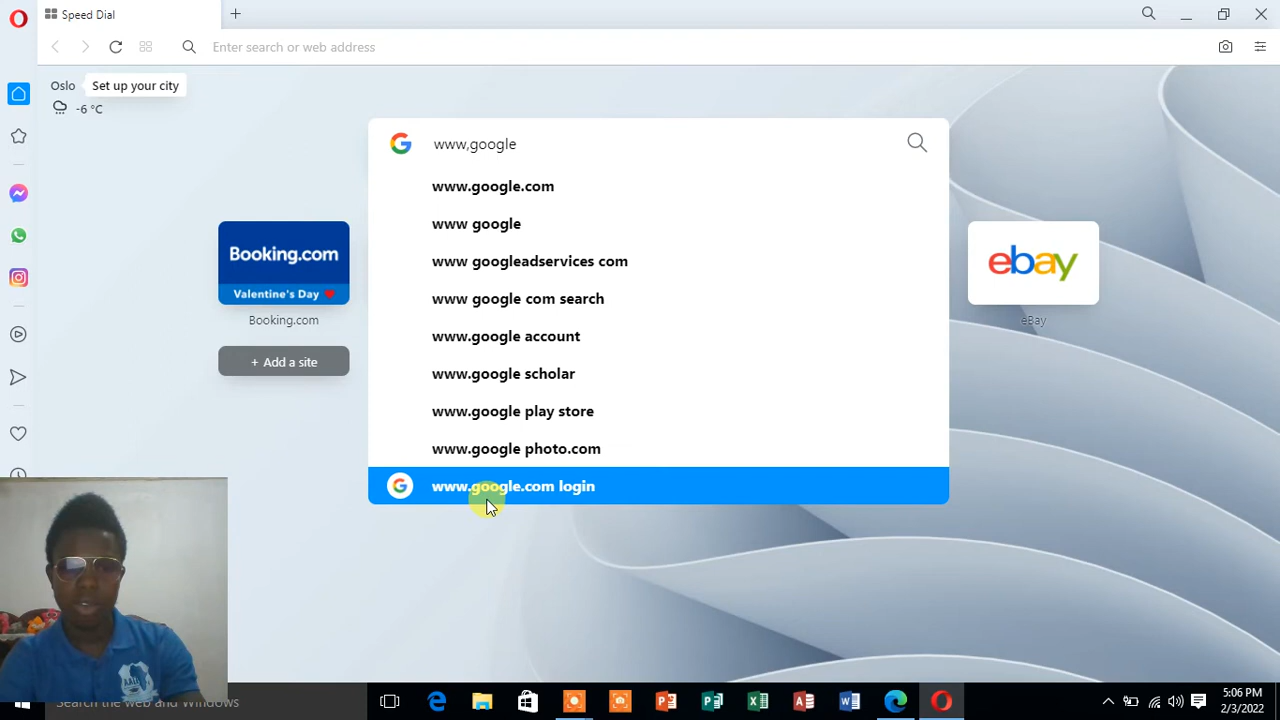 Speed Dial
Enter search or web address
Oslo
Set up your city
-6 °C
www,google
www.google.com
www google
www googleadservices com
www google com search
www.google account
www.google scholar
www.google play store
www.google photo.com
www.google.com login
Booking.com
Valentine's Day
Booking.com
+ Add a site
ebay
eBay
Search the web and Windows
5:06 PM
2/3/2022